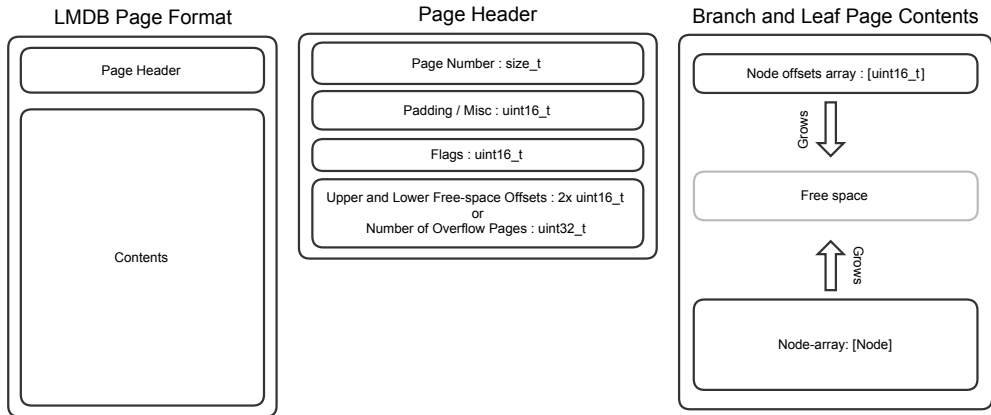 LMDB Page Format
Page Header
Contents
Page Header
Page Number : size_t
Padding / Misc : uint16_t
Flags : uint16_t
Upper and Lower Free-space Offsets : 2x uint16_t
or
Number of Overflow Pages : uint32_t
Branch and Leaf Page Contents
Node offsets array : [uint16_t]
Grows
Free space
Grows
Node-array: [Node]